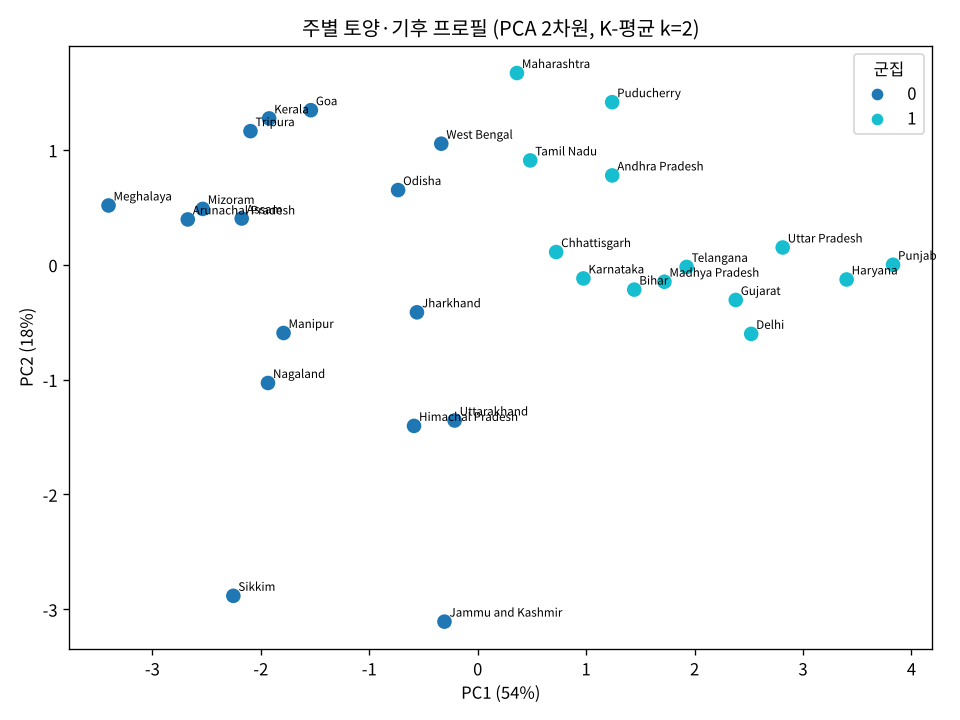 주별 토양·기후 프로필 (PCA 2차원, K-평균 k=2)
군집
0
1
Maharashtra
Puducherry
Goa
Kerala
Tripura
West Bengal
Tamil Nadu
Andhra Pradesh
Odisha
Meghalaya
Mizoram
Arunachal Pradesh
Assam
Uttar Pradesh
Chhattisgarh
Punjab
Telangana
Karnataka
Madhya Pradesh
Haryana
Bihar
Gujarat
Delhi
Jharkhand
Manipur
Nagaland
Uttarakhand
Himachal Pradesh
Sikkim
Jammu and Kashmir
PC2 (18%)
1
0
-1
-2
-3
-3
-2
-1
0
1
2
3
4
PC1 (54%)